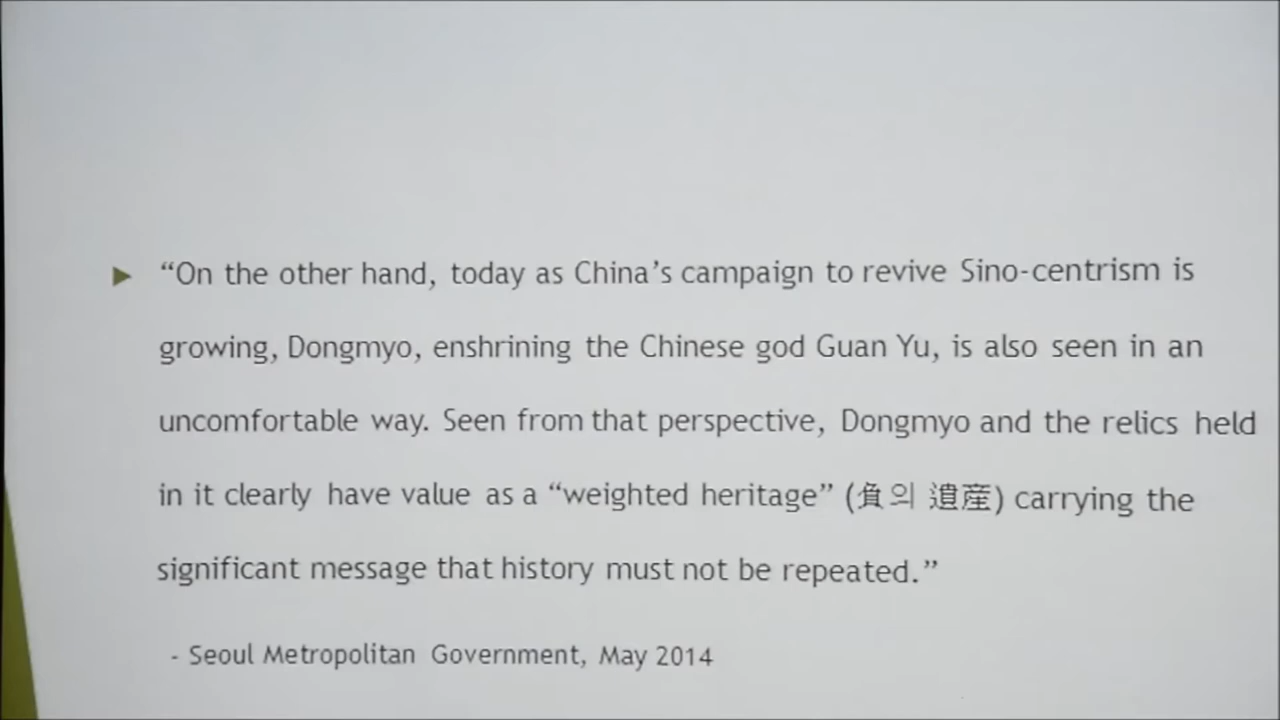 “On the other hand, today as China’s campaign to revive Sino-centrism is
growing, Dongmyo, enshrining the Chinese god Guan Yu, is also seen in an
uncomfortable way. Seen from that perspective, Dongmyo and the relics held
in it clearly have value as a “weighted heritage” (負의 遺産) carrying the
significant message that history must not be repeated.”
- Seoul Metropolitan Government, May 2014